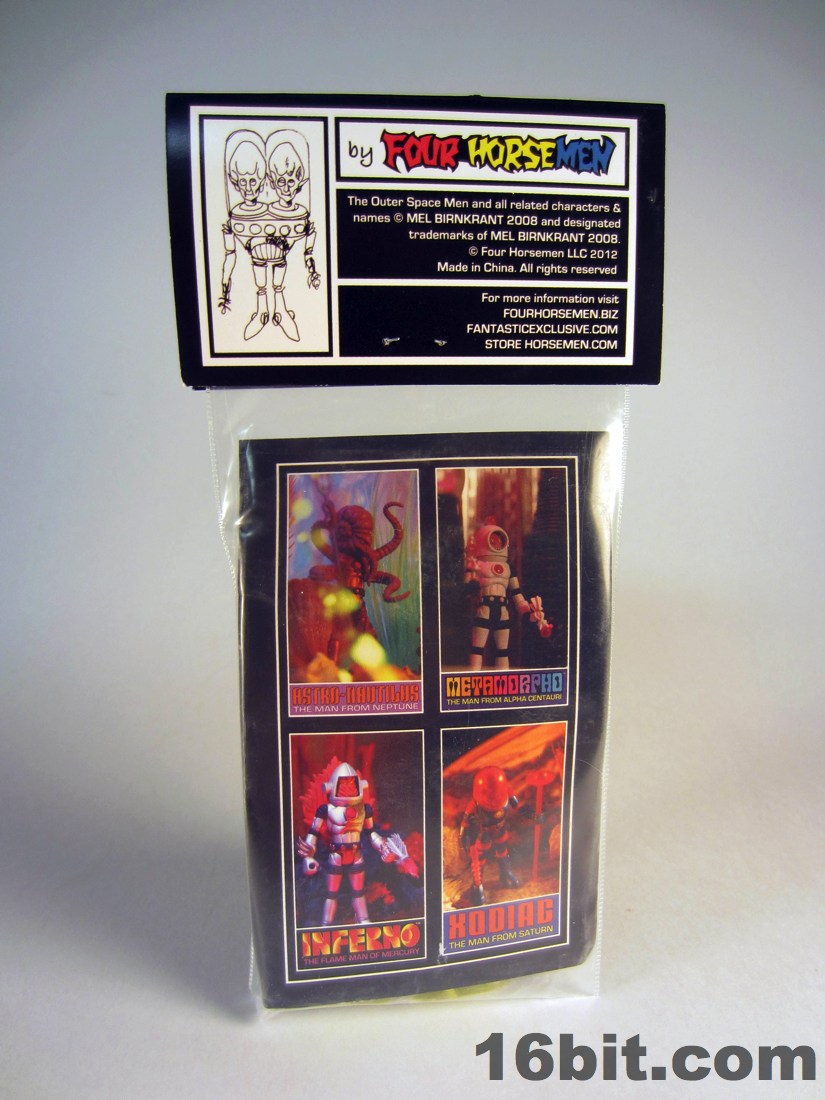 by FOUR HORSEMEN
The Outer Space Men and all related characters &
names © MEL BIRNKRANT 2008 and designated
trademarks of MEL BIRNKRANT 2008.
© Four Horsemen LLC 2012
Made in China. All rights reserved
For more information visit
FOURHORSEMEN.BIZ
FANTASTICEXCLUSIVE.COM
STORE HORSEMEN.COM
ASTRO-NAUTILUS
THE MAN FROM NEPTUNE
METAMORPHO
THE MAN FROM ALPHA CENTAURI
INFERNO
THE FLAME MAN OF MERCURY
XODIAC
THE MAN FROM SATURN
16bit.com